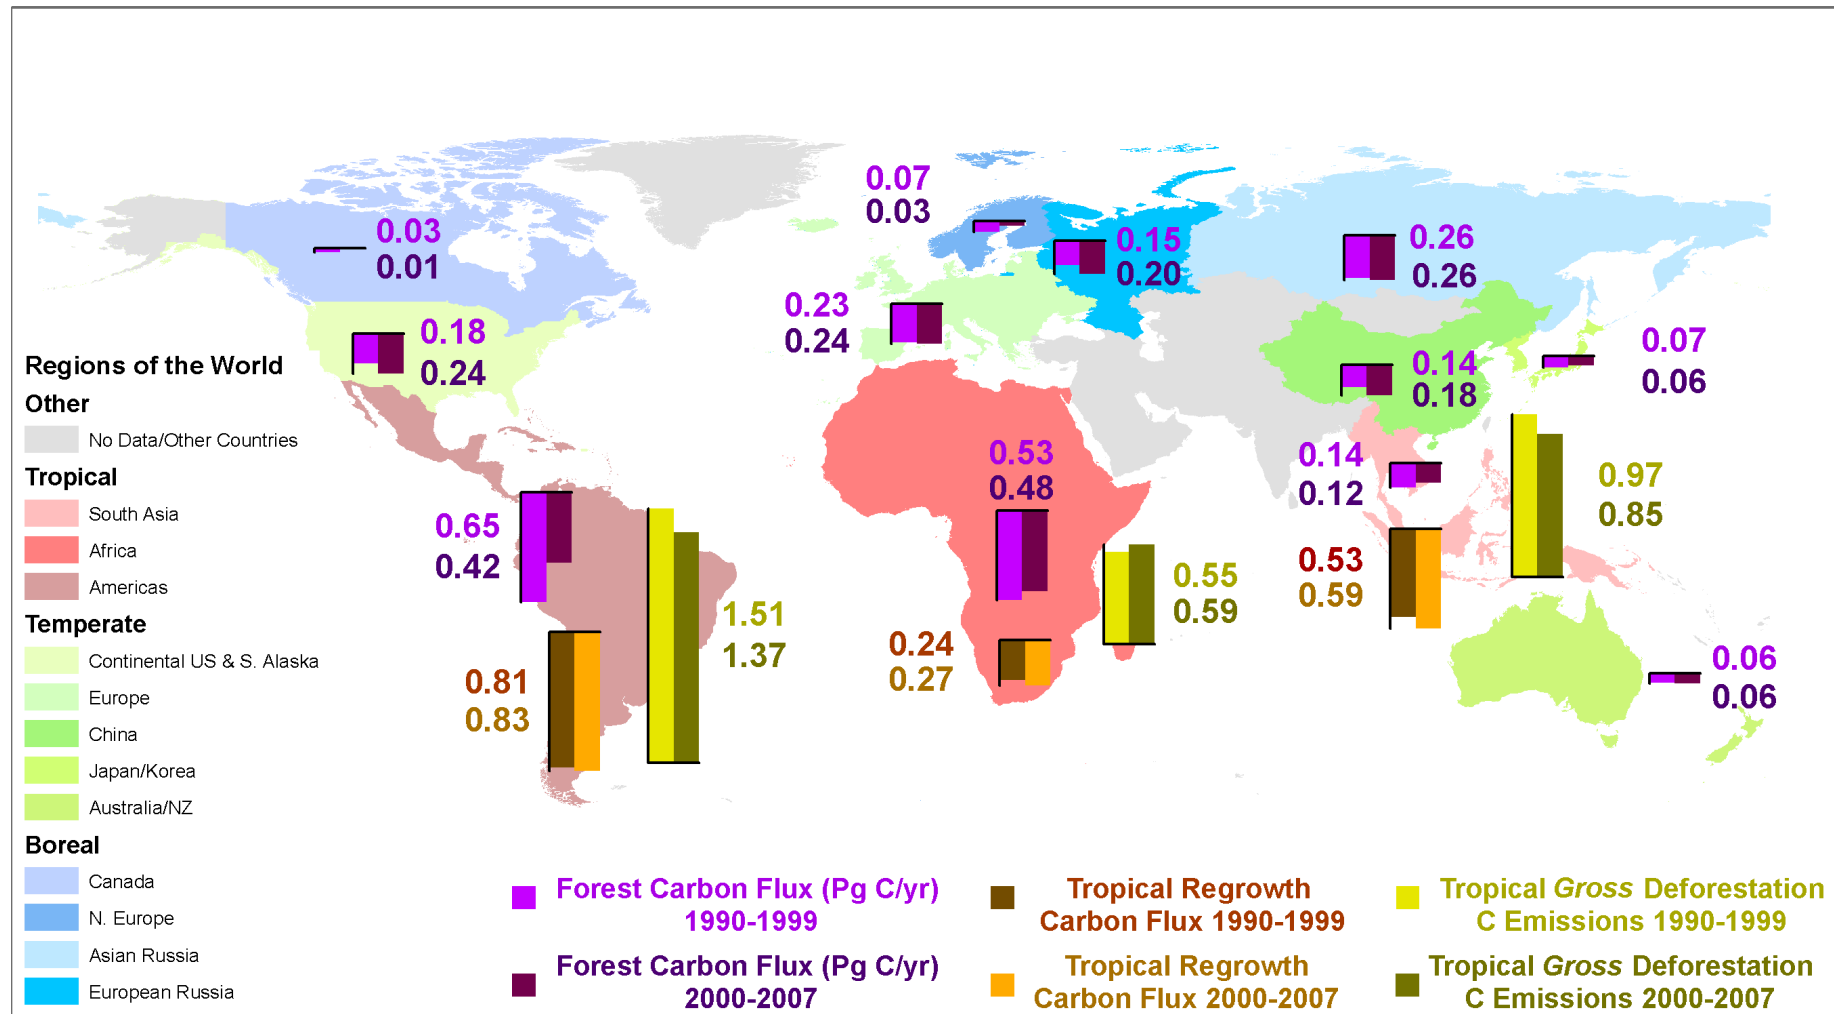 0.07
0.03
0.03
0.01
0.15
0.20
0.26
0.26
0.23
0.24
0.18
0.24
0.07
0.06
0.14
0.18
0.53
0.48
0.14
0.12
0.97
0.85
0.65
0.42
0.53
0.59
0.55
0.59
1.51
1.37
0.24
0.27
0.81
0.83
0.06
0.06
Regions of the World
Other
No Data/Other Countries
Tropical
South Asia
Africa
Americas
Temperate
Continental US & S. Alaska
Europe
China
Japan/Korea
Australia/NZ
Boreal
Canada
N. Europe
Asian Russia
European Russia
Forest Carbon Flux (Pg C/yr)
1990-1999
Forest Carbon Flux (Pg C/yr)
2000-2007
Tropical Regrowth
Carbon Flux 1990-1999
Tropical Regrowth
Carbon Flux 2000-2007
Tropical Gross Deforestation
C Emissions 1990-1999
Tropical Gross Deforestation
C Emissions 2000-2007